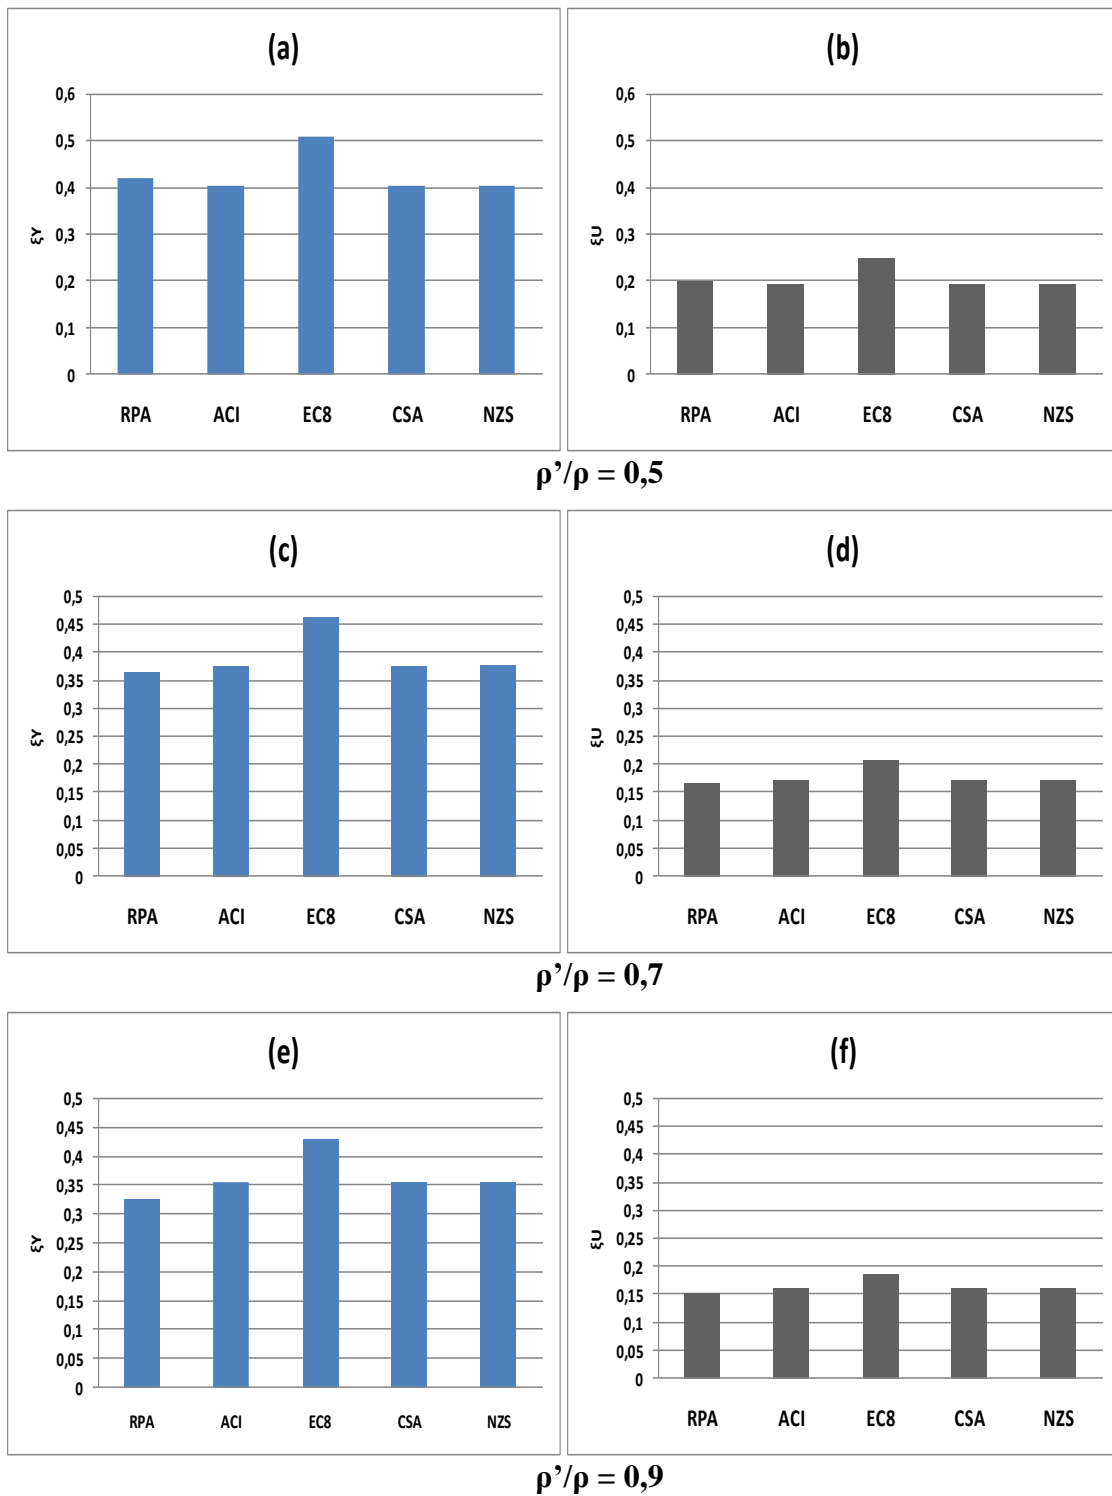 (a)
0,6
0,5
0,4
0,3
0,2
0,1
0
ξY
RPA ACI EC8 CSA NZS
(b)
0,6
0,5
0,4
0,3
0,2
0,1
0
ξU
RPA ACI EC8 CSA NZS
ρ’/ρ = 0,5
(c)
0,5
0,45
0,4
0,35
0,3
0,25
0,2
0,15
0,1
0,05
0
ξY
RPA ACI EC8 CSA NZS
(d)
0,5
0,45
0,4
0,35
0,3
0,25
0,2
0,15
0,1
0,05
0
ξU
RPA ACI EC8 CSA NZS
ρ’/ρ = 0,7
(e)
0,5
0,45
0,4
0,35
0,3
0,25
0,2
0,15
0,1
0,05
0
ξY
RPA ACI EC8 CSA NZS
(f)
0,5
0,45
0,4
0,35
0,3
0,25
0,2
0,15
0,1
0,05
0
ξU
RPA ACI EC8 CSA NZS
ρ’/ρ = 0,9